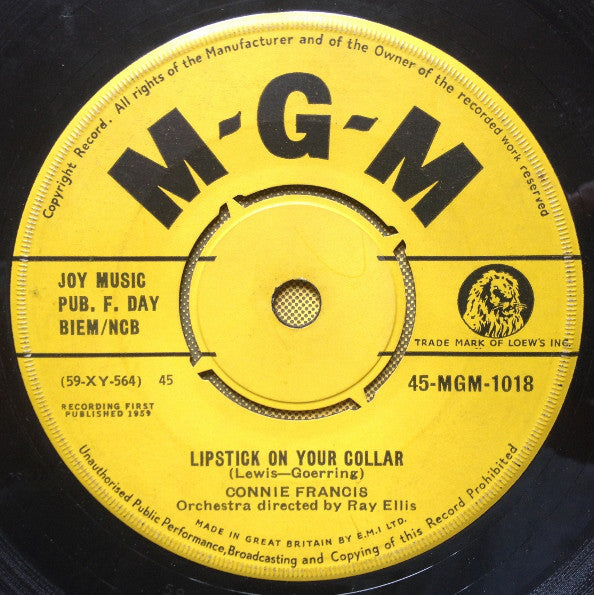 Copyright Record. All rights of the Manufacturer and of the Owner of the recorded work reserved
M-G-M
JOY MUSIC
PUB. F. DAY
BIEM/NCB
TRADE MARK OF LOEW'S INC.
(59-XY-564) 45
45-MGM-1018
RECORDING FIRST
PUBLISHED 1959
LIPSTICK ON YOUR COLLAR
(Lewis—Goerring)
CONNIE FRANCIS
Orchestra directed by Ray Ellis
MADE IN GREAT BRITAIN BY E.M.I LTD.
Unauthorised Public Performance, Broadcasting and Copying of this Record Prohibited